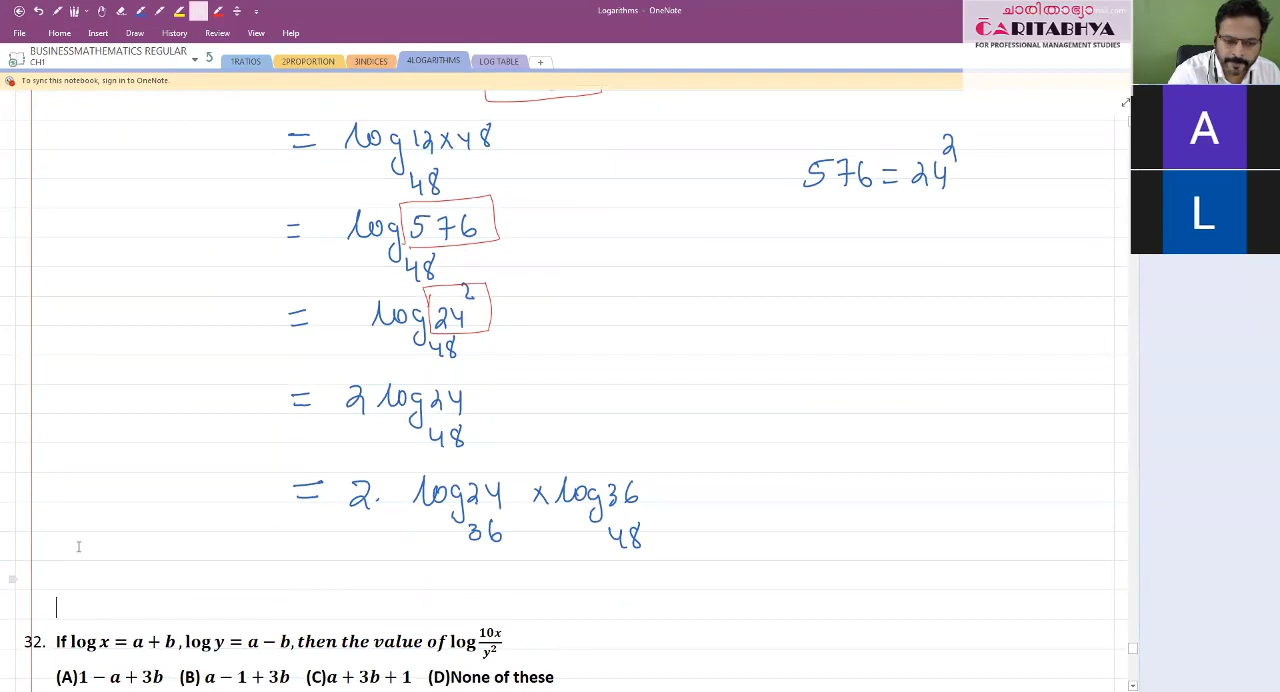 Logarithms - OneNote
ചാരിതാഭ്യാ
CARITABHYA
FOR PROFESSIONAL MANAGEMENT STUDIES
File Home Insert Draw History Review View Help
BUSINESSMATHEMATICS REGULAR
CH1
1RATIOS 2PROPORTION 3INDICES 4LOGARITHMS LOG TABLE +
To sync this notebook, sign in to OneNote.
= log₄₈ 12×48
576 = 24²
= log₄₈ 576
= log₄₈ 24²
= 2 log₄₈ 24
= 2. log₃₆ 24 × log₄₈ 36
32. If log x = a + b, log y = a − b, then the value of log 10x/y²
(A)1 − a + 3b (B) a − 1 + 3b (C)a + 3b + 1 (D)None of these
A
L